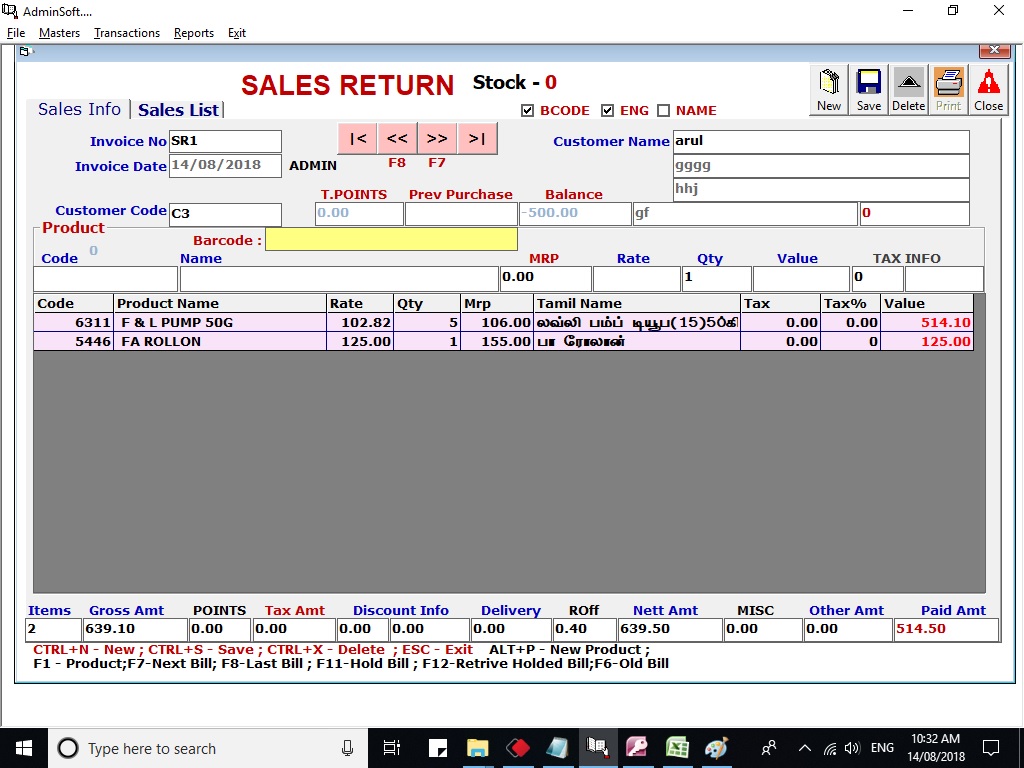 AdminSoft....
File Masters Transactions Reports Exit
SALES RETURN Stock - 0
New Save Delete Print Close
Sales Info Sales List
BCODE ENG NAME
Invoice No SR1 |< << >> >| Customer Name arul
Invoice Date 14/08/2018 ADMIN F8 F7 gggg
hhj
T.POINTS Prev Purchase Balance
Customer Code C3 0.00 -500.00 gf 0
Product
Barcode :
Code 0 Name MRP Rate Qty Value TAX INFO
0.00 1 0
Code Product Name Rate Qty Mrp Tamil Name Tax Tax% Value
6311 F & L PUMP 50G 102.82 5 106.00 லவ்லி பம்ப் டியூப(15)50கி 0.00 0.00 514.10
5446 FA ROLLON 125.00 1 155.00 பா ரோலான் 0.00 0 125.00
Items Gross Amt POINTS Tax Amt Discount Info Delivery ROff Nett Amt MISC Other Amt Paid Amt
2 639.10 0.00 0.00 0.00 0.00 0.00 0.40 639.50 0.00 0.00 514.50
CTRL+N - New ; CTRL+S - Save ; CTRL+X - Delete ; ESC - Exit ALT+P - New Product ;
F1 - Product;F7-Next Bill; F8-Last Bill ; F11-Hold Bill ; F12-Retrive Holded Bill;F6-Old Bill
Type here to search
ENG
10:32 AM
14/08/2018